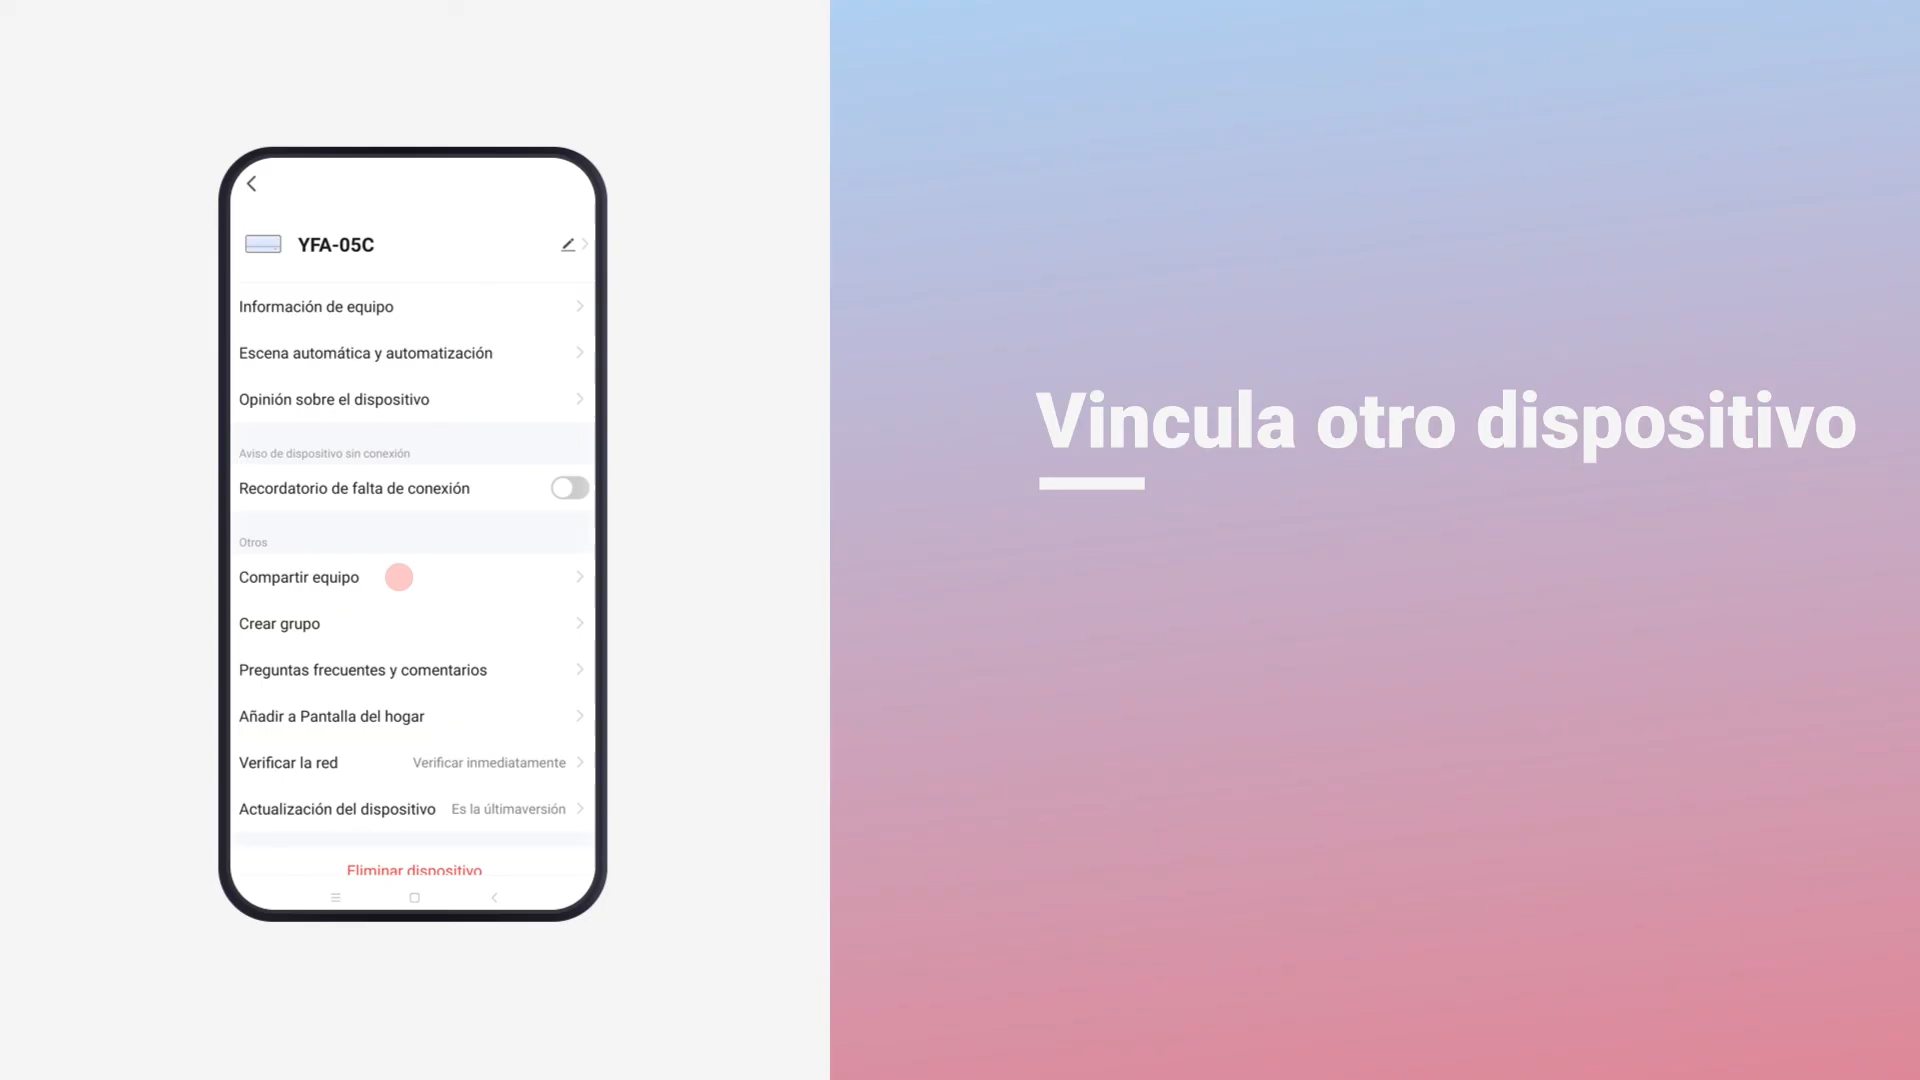 YFA-05C
Información de equipo
Escena automática y automatización
Opinión sobre el dispositivo
Aviso de dispositivo sin conexión
Recordatorio de falta de conexión
Otros
Compartir equipo
Crear grupo
Preguntas frecuentes y comentarios
Añadir a Pantalla del hogar
Verificar la red Verificar inmediatamente
Actualización del dispositivo Es la últimaversión
Eliminar dispositivo
Vincula otro dispositivo